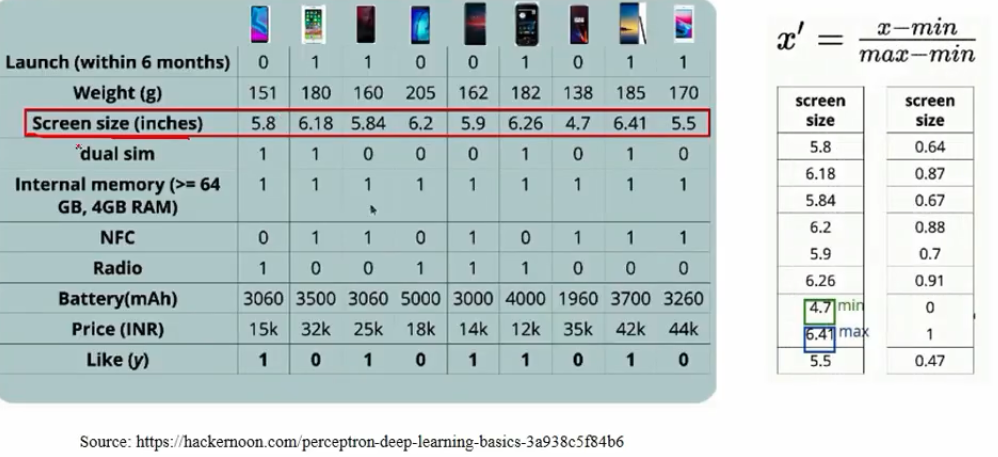 Launch (within 6 months) 0 1 1 0 0 1 0 1 1
Weight (g) 151 180 160 205 162 182 138 185 170
Screen size (inches) 5.8 6.18 5.84 6.2 5.9 6.26 4.7 6.41 5.5
dual sim 1 1 0 0 0 1 0 1 0
Internal memory (>= 64 GB, 4GB RAM) 1 1 1 1 1 1 1 1 1
NFC 0 1 1 0 1 0 1 1 1
Radio 1 0 0 1 1 1 0 0 0
Battery(mAh) 3060 3500 3060 5000 3000 4000 1960 3700 3260
Price (INR) 15k 32k 25k 18k 14k 12k 35k 42k 44k
Like (y) 1 0 1 0 1 1 0 1 0
x′ = x−min / max−min
screen size screen size
5.8 0.64
6.18 0.87
5.84 0.67
6.2 0.88
5.9 0.7
6.26 0.91
4.7 min 0
6.41 max 1
5.5 0.47
Source: https://hackernoon.com/perceptron-deep-learning-basics-3a938c5f84b6